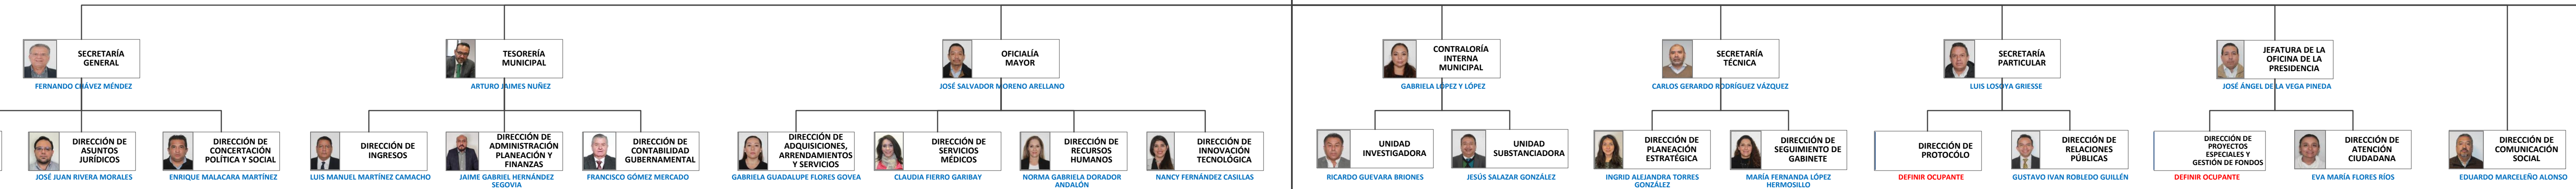 SECRETARÍA
GENERAL
FERNANDO CHÁVEZ MÉNDEZ
TESORERÍA
MUNICIPAL
ARTURO JAIMES NUÑEZ
OFICIALÍA
MAYOR
JOSÉ SALVADOR MORENO ARELLANO
CONTRALORÍA
INTERNA
MUNICIPAL
GABRIELA LÓPEZ Y LÓPEZ
SECRETARÍA
TÉCNICA
CARLOS GERARDO RODRÍGUEZ VÁZQUEZ
SECRETARÍA
PARTICULAR
LUIS LOSOYA GRIESSE
JEFATURA DE LA
OFICINA DE LA
PRESIDENCIA
JOSÉ ÁNGEL DE LA VEGA PINEDA
DIRECCIÓN DE
ASUNTOS
JURÍDICOS
JOSÉ JUAN RIVERA MORALES
DIRECCIÓN DE
CONCERTACIÓN
POLÍTICA Y SOCIAL
ENRIQUE MALACARA MARTÍNEZ
DIRECCIÓN DE
INGRESOS
LUIS MANUEL MARTÍNEZ CAMACHO
DIRECCIÓN DE
ADMINISTRACIÓN
PLANEACIÓN Y
FINANZAS
JAIME GABRIEL HERNÁNDEZ
SEGOVIA
DIRECCIÓN DE
CONTABILIDAD
GUBERNAMENTAL
FRANCISCO GÓMEZ MERCADO
DIRECCIÓN DE
ADQUISICIONES,
ARRENDAMIENTOS
Y SERVICIOS
GABRIELA GUADALUPE FLORES GOVEA
DIRECCIÓN DE
SERVICIOS
MÉDICOS
CLAUDIA FIERRO GARIBAY
DIRECCIÓN DE
RECURSOS
HUMANOS
NORMA GABRIELA DORADOR
ANDALÓN
DIRECCIÓN DE
INNOVACIÓN
TECNOLÓGICA
NANCY FERNÁNDEZ CASILLAS
UNIDAD
INVESTIGADORA
RICARDO GUEVARA BRIONES
UNIDAD
SUBSTANCIADORA
JESÚS SALAZAR GONZÁLEZ
DIRECCIÓN DE
PLANEACIÓN
ESTRATÉGICA
INGRID ALEJANDRA TORRES
GONZÁLEZ
DIRECCIÓN DE
SEGUIMIENTO DE
GABINETE
MARÍA FERNANDA LÓPEZ
HERMOSILLO
DIRECCIÓN DE
PROTOCÓLO
DEFINIR OCUPANTE
DIRECCIÓN DE
RELACIONES
PÚBLICAS
GUSTAVO IVAN ROBLEDO GUILLÉN
DIRECCIÓN DE
PROYECTOS
ESPECIALES Y
GESTIÓN DE FONDOS
DEFINIR OCUPANTE
DIRECCIÓN DE
ATENCIÓN
CIUDADANA
EVA MARÍA FLORES RÍOS
DIRECCIÓN DE
COMUNICACIÓN
SOCIAL
EDUARDO MARCELEÑO ALONSO